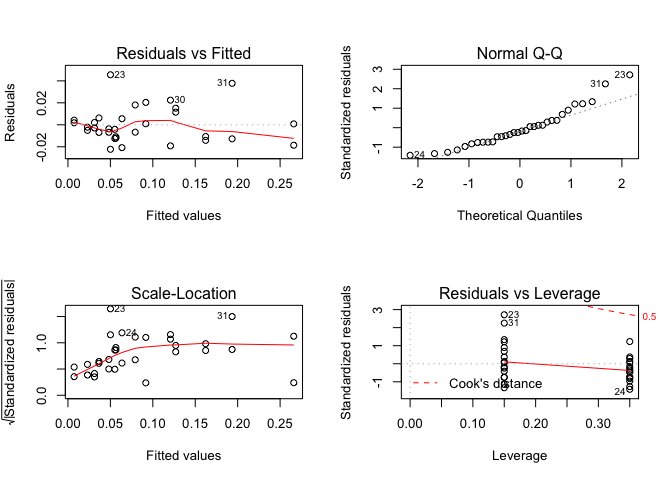 Residuals vs Fitted
Residuals
-0.02
0.02
23
31
30
0.00 0.05 0.10 0.15 0.20 0.25
Fitted values
Normal Q-Q
Standardized residuals
-1
1
2
3
23
31
24
-2 -1 0 1 2
Theoretical Quantiles
Scale-Location
√|Standardized residuals|
0.0
1.0
23
31
24
0.00 0.05 0.10 0.15 0.20 0.25
Fitted values
Residuals vs Leverage
Standardized residuals
-1
1
3
23
31
0.5
Cook's distance
24
0.00 0.10 0.20 0.30
Leverage